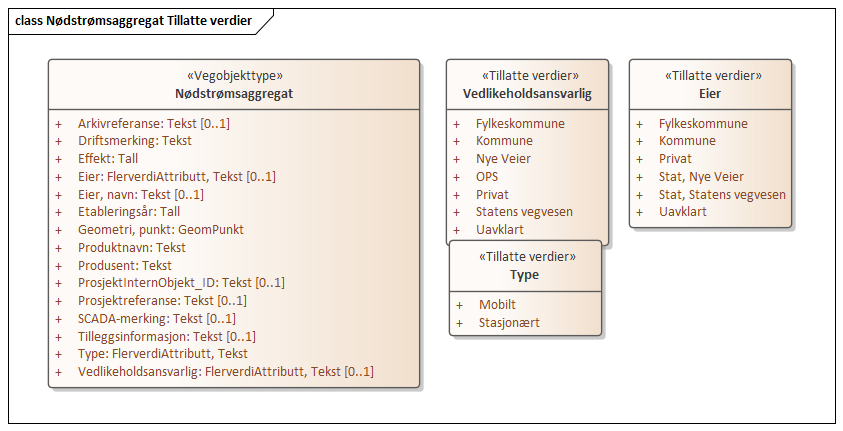 class Nødstrømsaggregat Tillatte verdier
«Vegobjekttype»
Nødstrømsaggregat
+ Arkivreferanse: Tekst [0..1]
+ Driftsmerking: Tekst
+ Effekt: Tall
+ Eier: FlerverdiAttributt, Tekst [0..1]
+ Eier, navn: Tekst [0..1]
+ Etableringsår: Tall
+ Geometri, punkt: GeomPunkt
+ Produktnavn: Tekst
+ Produsent: Tekst
+ ProsjektInternObjekt_ID: Tekst [0..1]
+ Prosjektreferanse: Tekst [0..1]
+ SCADA-merking: Tekst [0..1]
+ Tilleggsinformasjon: Tekst [0..1]
+ Type: FlerverdiAttributt, Tekst
+ Vedlikeholdsansvarlig: FlerverdiAttributt, Tekst [0..1]
«Tillatte verdier»
Vedlikeholdsansvarlig
+ Fylkeskommune
+ Kommune
+ Nye Veier
+ OPS
+ Privat
+ Statens vegvesen
+ Uavklart
«Tillatte verdier»
Type
+ Mobilt
+ Stasjonært
«Tillatte verdier»
Eier
+ Fylkeskommune
+ Kommune
+ Privat
+ Stat, Nye Veier
+ Stat, Statens vegvesen
+ Uavklart